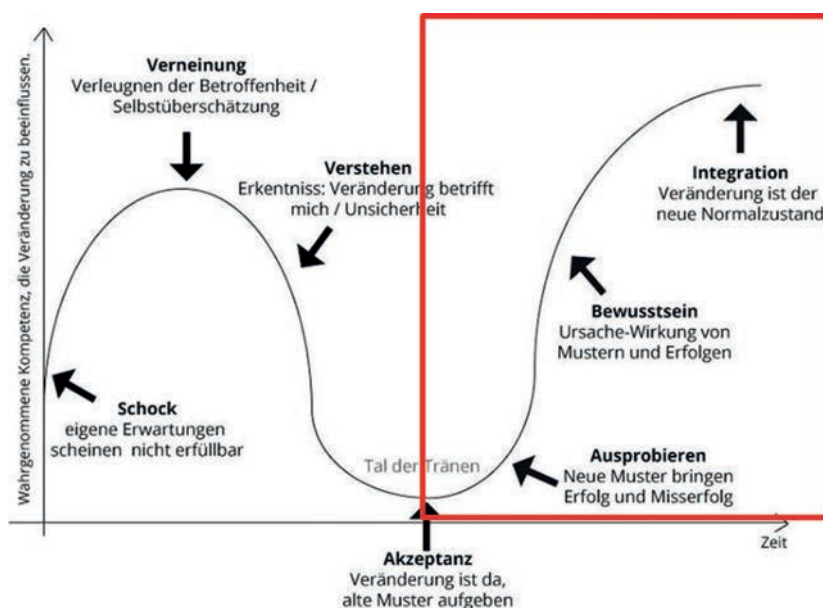 Wahrgenommene Kompetenz, die Veränderung zu beeinflussen.
Verneinung
Verleugnen der Betroffenheit /
Selbstüberschätzung
Verstehen
Erkentniss: Veränderung betrifft
mich / Unsicherheit
Integration
Veränderung ist der
neue Normalzustand
Bewusstsein
Ursache-Wirkung von
Mustern und Erfolgen
Schock
eigene Erwartungen
scheinen nicht erfüllbar
Tal der Tränen
Ausprobieren
Neue Muster bringen
Erfolg und Misserfolg
Zeit
Akzeptanz
Veränderung ist da,
alte Muster aufgeben